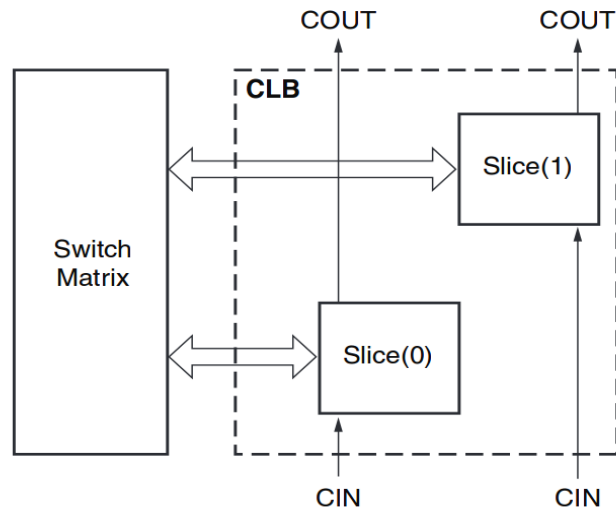 COUT
COUT
CLB
Slice(1)
Switch
Matrix
Slice(0)
CIN
CIN